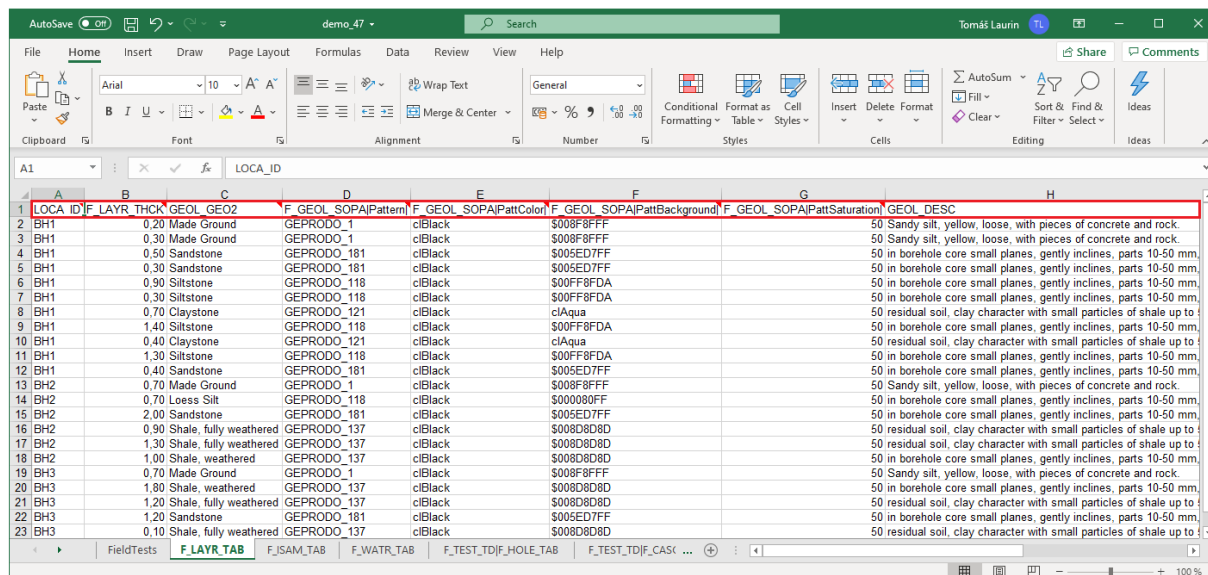 AutoSave Off demo_47 Search Tomáš Laurin TL
File Home Insert Draw Page Layout Formulas Data Review View Help Share Comments
Paste Arial 10 A A B I U A ab Wrap Text Merge & Center General % Conditional Formatting Format as Table Cell Styles Insert Delete Format AutoSum Fill Clear A Z Sort & Filter Find & Select Ideas
Clipboard Font Alignment Number Styles Cells Editing Ideas
A1 fx LOCA_ID
A B C D E F G H
1 LOCA_ID F_LAYR_THCK GEOL_GEO2 F_GEOL_SOPA|Pattern| F_GEOL_SOPA|PattColor| F_GEOL_SOPA|PattBackground| F_GEOL_SOPA|PattSaturation| GEOL_DESC
2 BH1 0,20 Made Ground GEPRODO_1 clBlack $008F8FFF 50 Sandy silt, yellow, loose, with pieces of concrete and rock.
3 BH1 0,30 Made Ground GEPRODO_1 clBlack $008F8FFF 50 Sandy silt, yellow, loose, with pieces of concrete and rock.
4 BH1 0,50 Sandstone GEPRODO_181 clBlack $005ED7FF 50 in borehole core small planes, gently inclines, parts 10-50 mm,
5 BH1 0,30 Sandstone GEPRODO_181 clBlack $005ED7FF 50 in borehole core small planes, gently inclines, parts 10-50 mm,
6 BH1 0,90 Siltstone GEPRODO_118 clBlack $00FF8FDA 50 in borehole core small planes, gently inclines, parts 10-50 mm,
7 BH1 0,30 Siltstone GEPRODO_118 clBlack $00FF8FDA 50 in borehole core small planes, gently inclines, parts 10-50 mm,
8 BH1 0,70 Claystone GEPRODO_121 clBlack clAqua 50 residual soil, clay character with small particles of shale up to
9 BH1 1,40 Siltstone GEPRODO_118 clBlack $00FF8FDA 50 in borehole core small planes, gently inclines, parts 10-50 mm,
10 BH1 0,40 Claystone GEPRODO_121 clBlack clAqua 50 residual soil, clay character with small particles of shale up to
11 BH1 1,30 Siltstone GEPRODO_118 clBlack $00FF8FDA 50 in borehole core small planes, gently inclines, parts 10-50 mm,
12 BH1 0,40 Sandstone GEPRODO_181 clBlack $005ED7FF 50 in borehole core small planes, gently inclines, parts 10-50 mm,
13 BH2 0,70 Made Ground GEPRODO_1 clBlack $008F8FFF 50 Sandy silt, yellow, loose, with pieces of concrete and rock.
14 BH2 0,70 Loess Silt GEPRODO_118 clBlack $000080FF 50 in borehole core small planes, gently inclines, parts 10-50 mm,
15 BH2 2,00 Sandstone GEPRODO_181 clBlack $005ED7FF 50 in borehole core small planes, gently inclines, parts 10-50 mm,
16 BH2 0,90 Shale, fully weathered GEPRODO_137 clBlack $008D8D8D 50 residual soil, clay character with small particles of shale up to
17 BH2 1,30 Shale, fully weathered GEPRODO_137 clBlack $008D8D8D 50 residual soil, clay character with small particles of shale up to
18 BH2 1,00 Shale, weathered GEPRODO_137 clBlack $008D8D8D 50 in borehole core small planes, gently inclines, parts 10-50 mm,
19 BH3 0,70 Made Ground GEPRODO_1 clBlack $008F8FFF 50 Sandy silt, yellow, loose, with pieces of concrete and rock.
20 BH3 1,80 Shale, weathered GEPRODO_137 clBlack $008D8D8D 50 in borehole core small planes, gently inclines, parts 10-50 mm,
21 BH3 1,20 Shale, fully weathered GEPRODO_137 clBlack $008D8D8D 50 residual soil, clay character with small particles of shale up to
22 BH3 1,20 Sandstone GEPRODO_181 clBlack $005ED7FF 50 in borehole core small planes, gently inclines, parts 10-50 mm,
23 BH3 0,10 Shale, fully weathered GEPRODO_137 clBlack $008D8D8D 50 residual soil, clay character with small particles of shale up to
FieldTests F_LAYR_TAB F_ISAM_TAB F_WATR_TAB F_TEST_TD|F_HOLE_TAB F_TEST_TD|F_CAS( ...
100 %